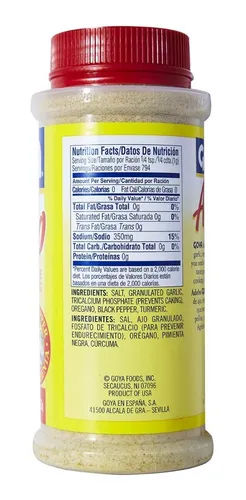 Nutrition Facts/Datos De Nutrición
Serving Size/Tamaño por Ración 1/4 tsp./1/4 cdta.(1g)
Servings/Raciones por Envase 794
Amount Per Serving/Cantidad por Ración
Calories/Calorías 0 Fat Cal/Calorías de Grasa 0
% Daily Value*/% Valor Diario*
Total Fat/Grasa Total 0g 0%
Saturated Fat/Grasa Saturada 0g 0%
Trans Fat/Grasa Trans 0g
Sodium/Sodio 350mg 15%
Total Carb./Carbohidrato Total 0g 0%
Protein/Proteínas 0g
*Percent Daily Values are based on a 2,000 calorie
diet. Los porcentajes de Valores Diarios están
basados en una dieta de 2,000 calorías.
INGREDIENTS: SALT, GRANULATED GARLIC,
TRICALCIUM PHOSPHATE (PREVENTS CAKING),
OREGANO, BLACK PEPPER, TURMERIC.
INGREDIENTES: SAL, AJO GRANULADO,
FOSFATO DE TRICALCIO (PARA PREVENIR
ENDURECIMIENTO), ORÉGANO, PIMIENTA
NEGRA, CÚRCUMA.
© GOYA FOODS, INC.
SECAUCUS, NJ 07096
PRODUCT OF USA
GOYA EN ESPAÑA, S.A.
41500 ALCALA DE GRA - SEVILLA